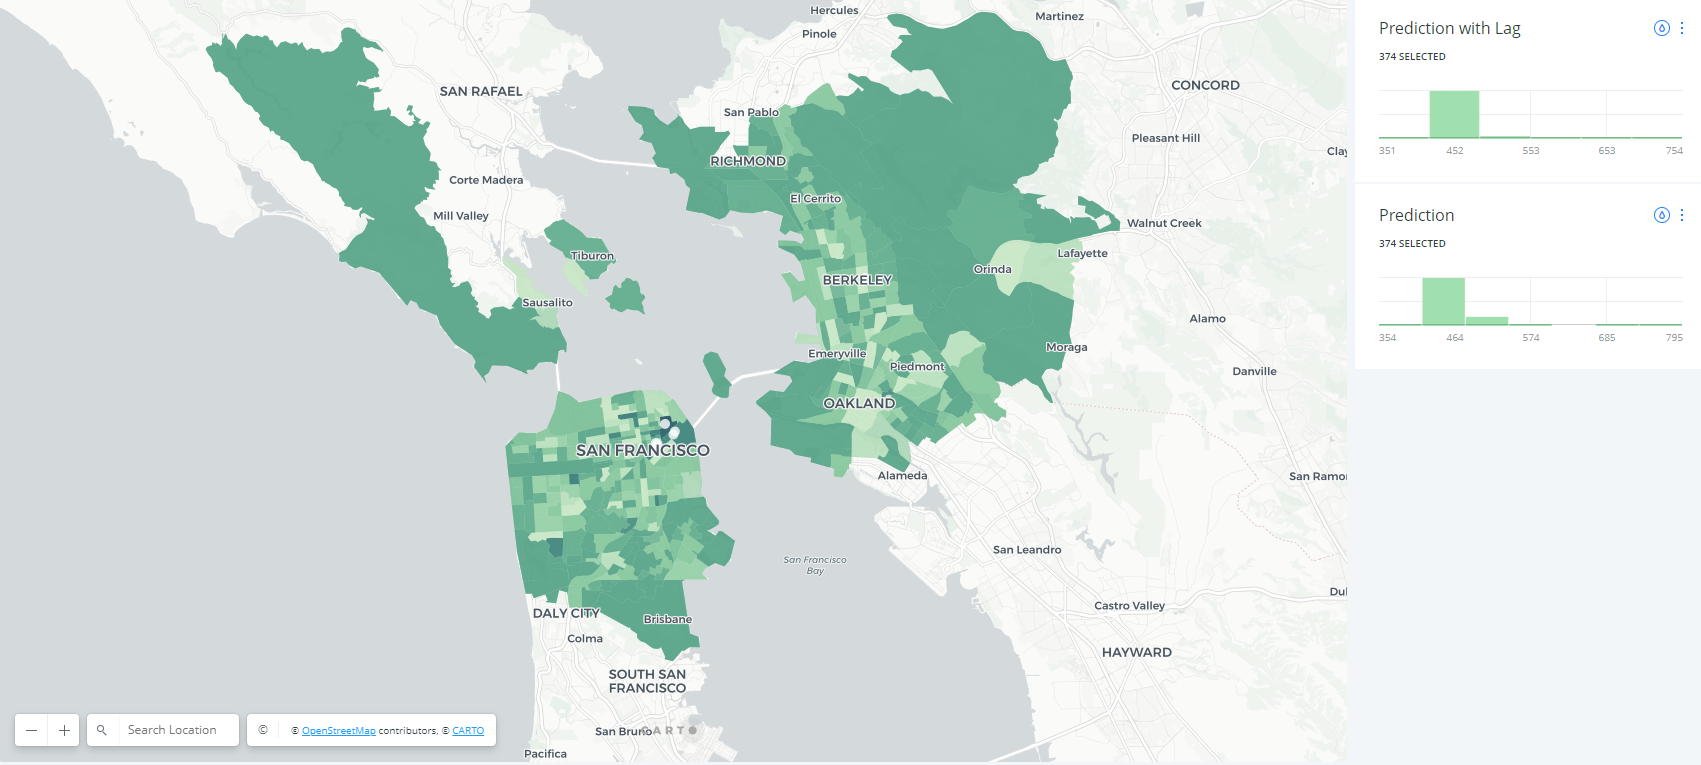 Hercules
Martinez
Pinole
CONCORD
SAN RAFAEL
San Pablo
Pleasant Hill
Clay
RICHMOND
Corte Madera
El Cerrito
Mill Valley
Walnut Creek
Tiburon
Lafayette
Orinda
BERKELEY
Sausalito
Alamo
Emeryville
Moraga
Piedmont
Danville
OAKLAND
SAN FRANCISCO
Alameda
San Ramo
San Leandro
San Francisco
Bay
Dul
Castro Valley
DALY CITY
Brisbane
Colma
HAYWARD
SOUTH SAN
FRANCISCO
San Bruno
CARTO
Pacifica
Search Location
© © OpenStreetMap contributors, © CARTO
Prediction with Lag
374 SELECTED
351 452 553 653 754
Prediction
374 SELECTED
354 464 574 685 795